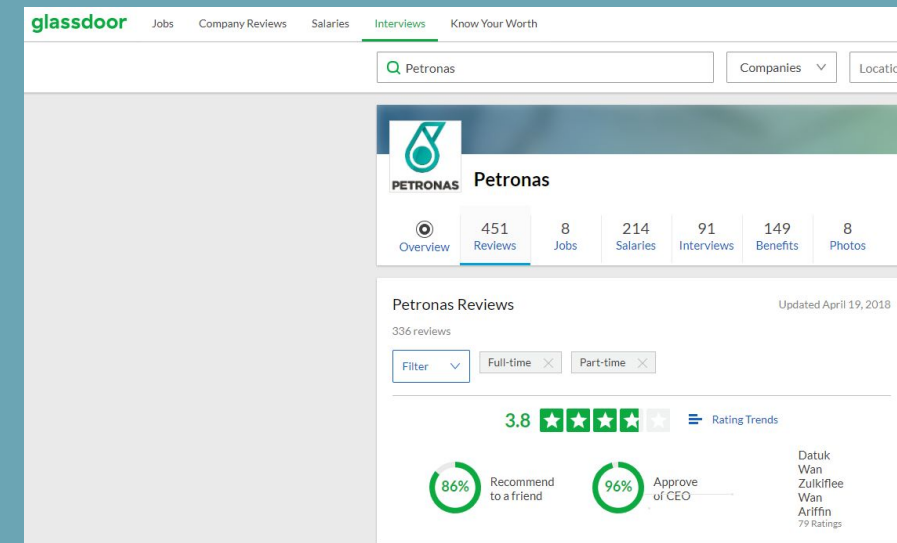 glassdoor Jobs Company Reviews Salaries Interviews Know Your Worth
Petronas Companies
PETRONAS
Petronas
451 8 214 91 149 8
Overview Reviews Jobs Salaries Interviews Benefits Photos
Petronas Reviews Updated April 19, 2018
336 reviews
Filter Full-time Part-time
3.8 Rating Trends
86% Recommend to a friend
96% Approve of CEO
Datuk
Wan
Zulkiflee
Wan
Ariffin
79 Ratings